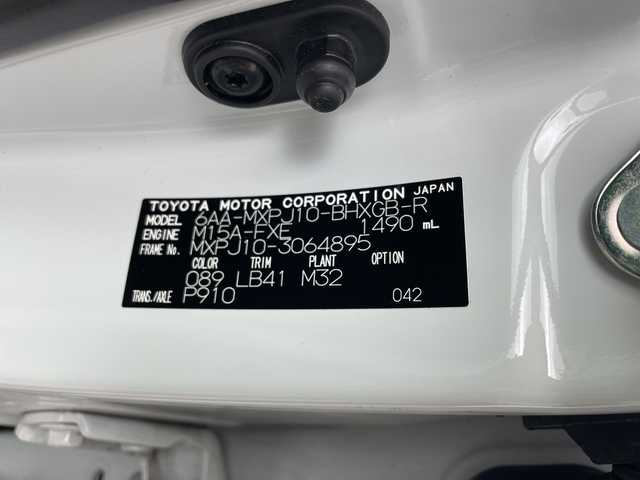 TOYOTA MOTOR CORPORATION JAPAN
MODEL 6AA-MXPJ10-BHXGB-R
ENGINE M15A-FXE 1490 mL
FRAME No. MXPJ10-3064895
COLOR TRIM PLANT OPTION
089 LB41 M32
TRANS./AXLE P910 042